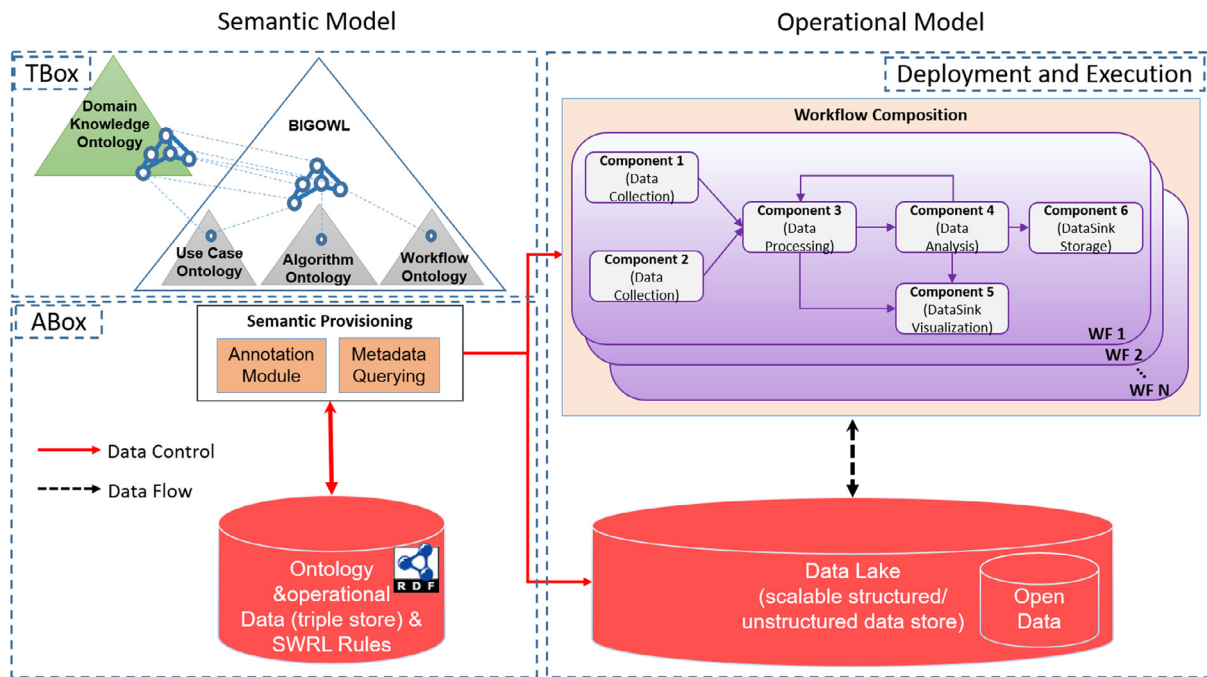 Semantic Model
Operational Model
TBox
Domain
Knowledge
Ontology
BIGOWL
Use Case
Ontology
Algorithm
Ontology
Workflow
Ontology
ABox
Semantic Provisioning
Annotation
Module
Metadata
Querying
Data Control
Data Flow
Ontology
&operational
Data (triple store) &
SWRL Rules
RDF
Deployment and Execution
Workflow Composition
Component 1
(Data
Collection)
Component 2
(Data
Collection)
Component 3
(Data
Processing)
Component 4
(Data
Analysis)
Component 6
(DataSink
Storage)
Component 5
(DataSink
Visualization)
WF 1
WF 2
WF N
Data Lake
(scalable structured/
unstructured data store)
Open
Data